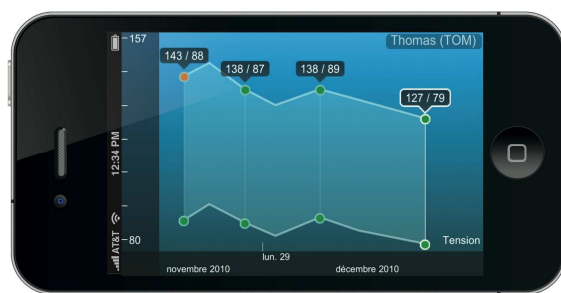 157
Thomas (TOM)
143 / 88
138 / 87
138 / 89
127 / 79
12:34 PM
AT&T
80
Tension
lun. 29
novembre 2010
décembre 2010